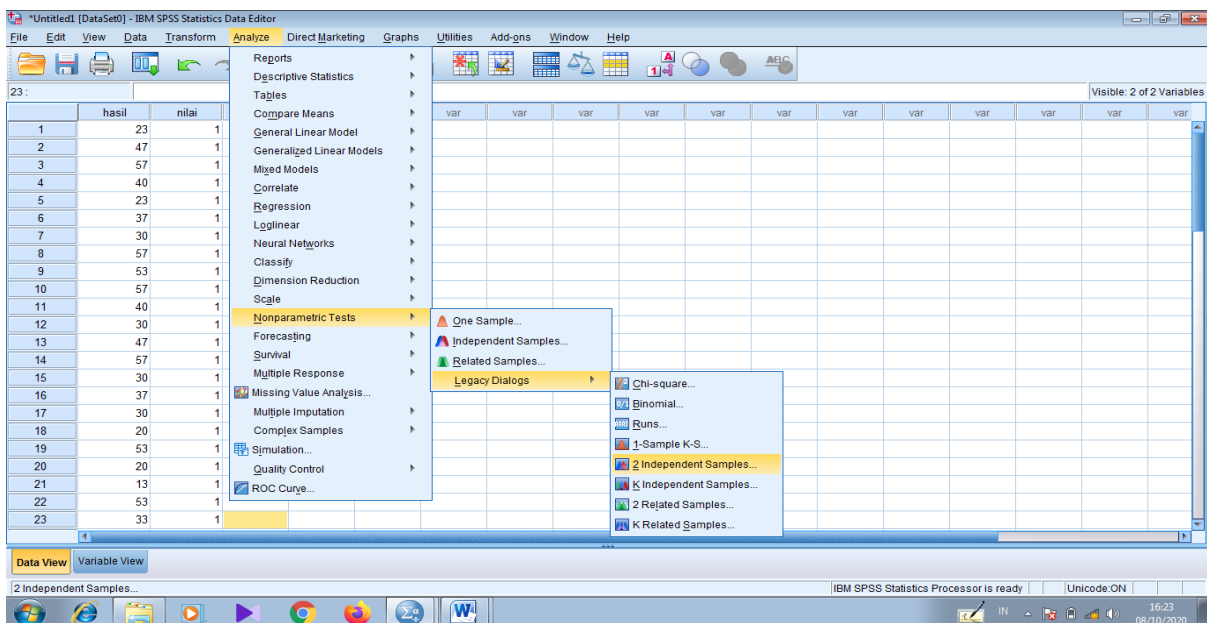 *Untitled1 [DataSet0] - IBM SPSS Statistics Data Editor
File Edit View Data Transform Analyze Direct Marketing Graphs Utilities Add-ons Window Help
23 :
Visible: 2 of 2 Variables
hasil nilai var var var var var var var var var var var var
1 23 1
2 47 1
3 57 1
4 40 1
5 23 1
6 37 1
7 30 1
8 57 1
9 53 1
10 57 1
11 40 1
12 30 1
13 47 1
14 57 1
15 30 1
16 37 1
17 30 1
18 20 1
19 53 1
20 20 1
21 13 1
22 53 1
23 33 1
Reports
Descriptive Statistics
Tables
Compare Means
General Linear Model
Generalized Linear Models
Mixed Models
Correlate
Regression
Loglinear
Neural Networks
Classify
Dimension Reduction
Scale
Nonparametric Tests
Forecasting
Survival
Multiple Response
Missing Value Analysis...
Multiple Imputation
Complex Samples
Simulation...
Quality Control
ROC Curve...
One Sample...
Independent Samples...
Related Samples...
Legacy Dialogs
Chi-square...
Binomial...
Runs...
1-Sample K-S...
2 Independent Samples...
K Independent Samples...
2 Related Samples...
K Related Samples...
Data View Variable View
2 Independent Samples...
IBM SPSS Statistics Processor is ready
Unicode:ON
IN
16:23
08/10/2020